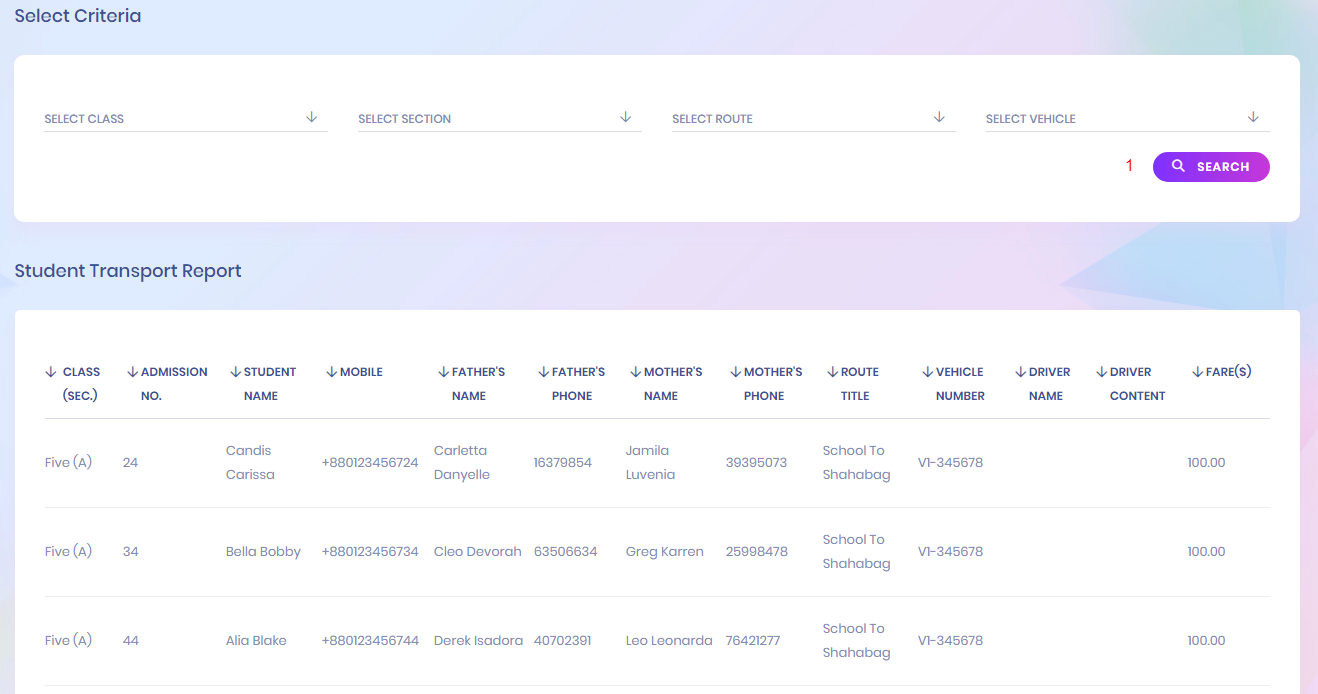 Select Criteria
SELECT CLASS SELECT SECTION SELECT ROUTE SELECT VEHICLE
1 SEARCH
Student Transport Report
CLASS ADMISSION STUDENT MOBILE FATHER'S FATHER'S MOTHER'S MOTHER'S ROUTE VEHICLE DRIVER DRIVER FARE($)
(SEC.) NO. NAME NAME PHONE NAME PHONE TITLE NUMBER NAME CONTENT
Candis Carletta Jamila School To
Five (A) 24 +880123456724 16379854 39395073 V1-345678 100.00
Carissa Danyelle Luvenia Shahabag
School To
Five (A) 34 Bella Bobby +880123456734 Cleo Devorah 63506634 Greg Karren 25998478 V1-345678 100.00
Shahabag
School To
Five (A) 44 Alia Blake +880123456744 Derek Isadora 40702391 Leo Leonarda 76421277 V1-345678 100.00
Shahabag